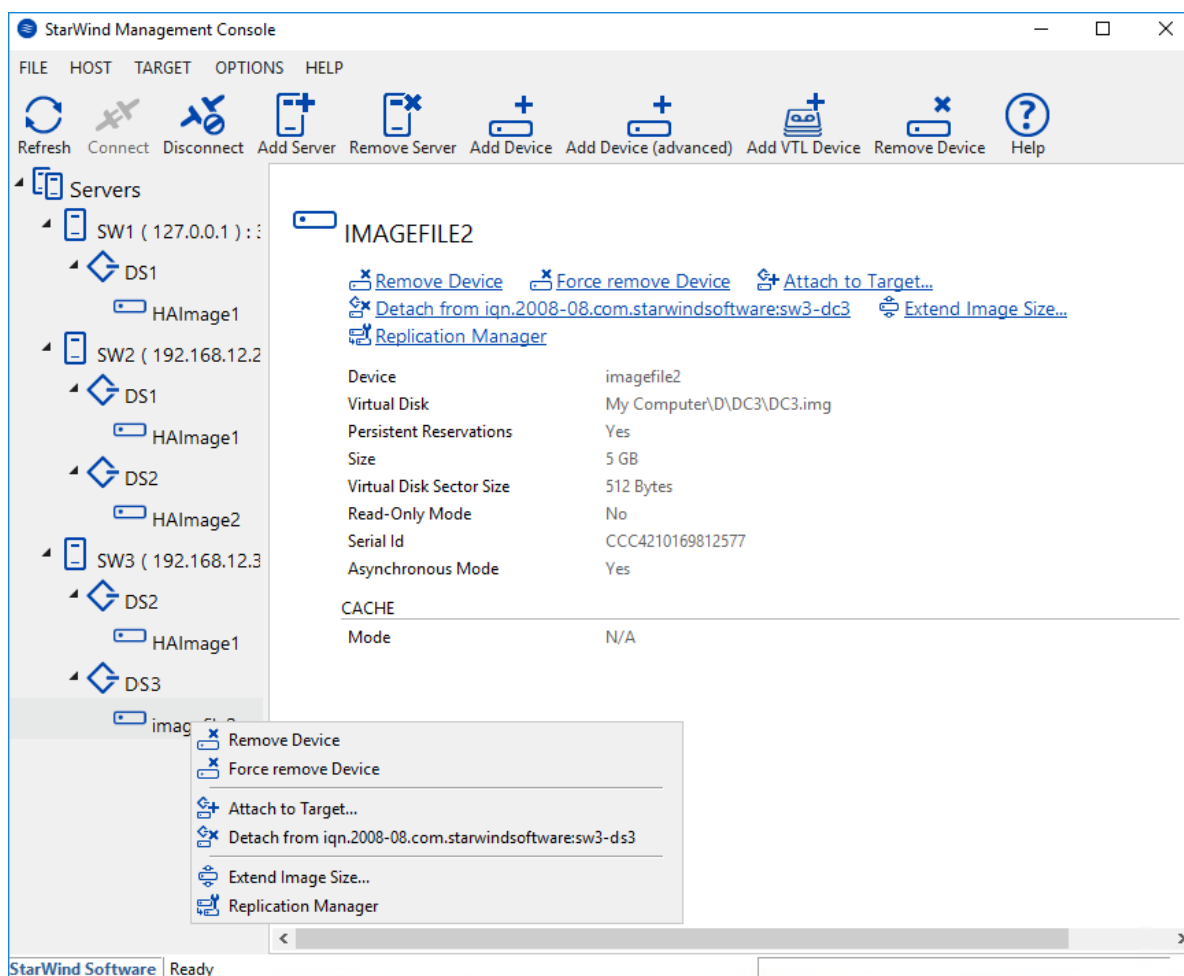 StarWind Management Console
FILE HOST TARGET OPTIONS HELP
Refresh Connect Disconnect Add Server Remove Server Add Device Add Device (advanced) Add VTL Device Remove Device Help
Servers
SW1 ( 127.0.0.1 ) :
DS1
HAImage1
SW2 ( 192.168.12.2
DS1
HAImage1
DS2
HAImage2
SW3 ( 192.168.12.3
DS2
HAImage1
DS3
IMAGEFILE2
Remove Device Force remove Device Attach to Target...
Detach from iqn.2008-08.com.starwindsoftware:sw3-dc3 Extend Image Size...
Replication Manager
Device imagefile2
Virtual Disk My Computer\D\DC3\DC3.img
Persistent Reservations Yes
Size 5 GB
Virtual Disk Sector Size 512 Bytes
Read-Only Mode No
Serial Id CCC4210169812577
Asynchronous Mode Yes
CACHE
Mode N/A
Remove Device
Force remove Device
Attach to Target...
Detach from iqn.2008-08.com.starwindsoftware:sw3-ds3
Extend Image Size...
Replication Manager
StarWind Software Ready